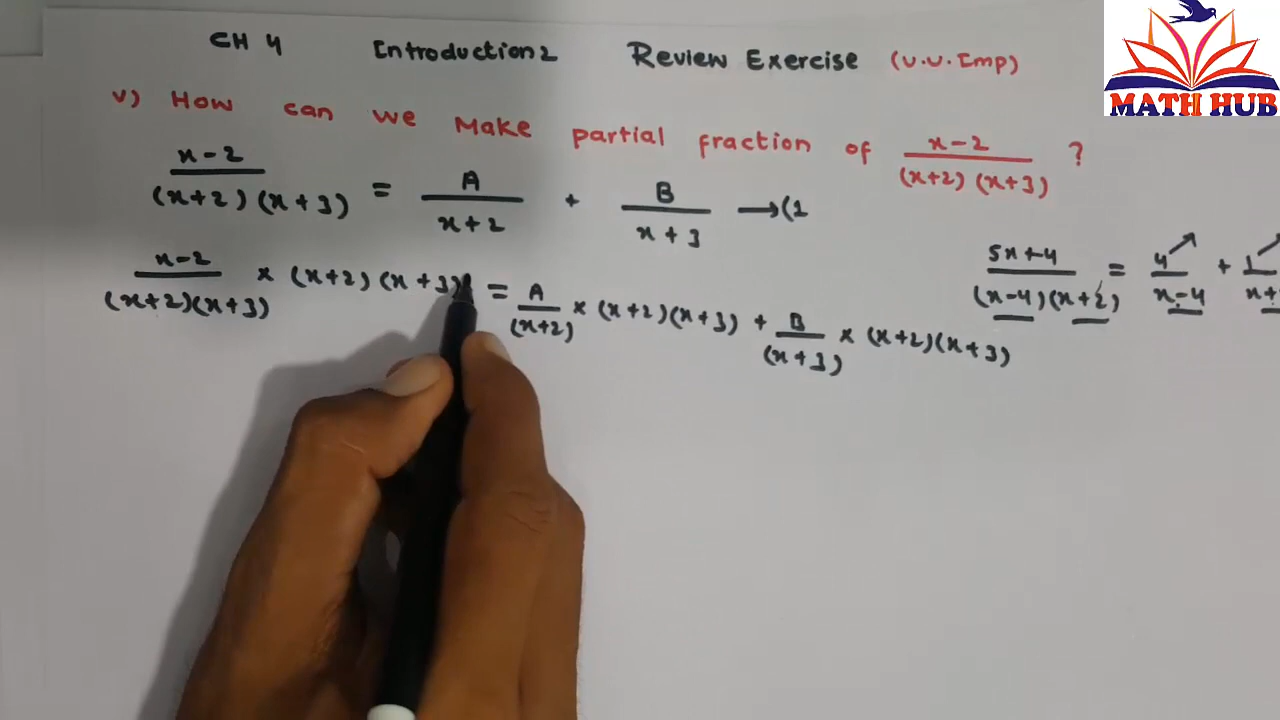 CH 4 Introduction2 Review Exercise (v.v.Imp)
MATH HUB
v) How can we Make partial fraction of x-2/(x+2)(x+3) ?
x-2/(x+2)(x+3) = A/x+2 + B/x+3 →(1
5x+4/(x-4)(x+2) = 4/x-4 + 1/x+
x-2/(x+2)(x+3) × (x+2)(x+3) = A/(x+2) × (x+2)(x+3) + B/(x+3) × (x+2)(x+3)